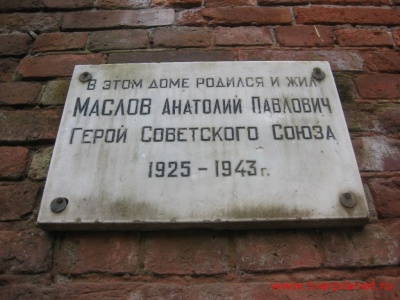 В ЭТОМ ДОМЕ РОДИЛСЯ И ЖИЛ
МАСЛОВ АНАТОЛИЙ ПАВЛОВИЧ
ГЕРОЙ СОВЕТСКОГО СОЮЗА
1925 - 1943 г.